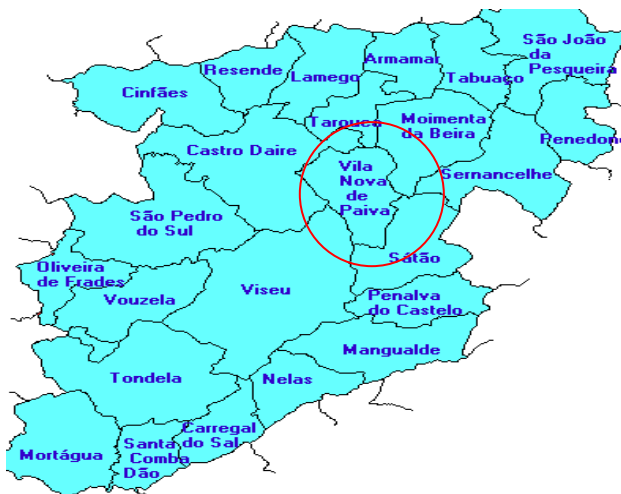 São João
da
Pesqueira
Armamar
Resende
Lamego
Tabuaço
Cinfães
Tarouca
Moimenta
da Beira
Penedono
Castro Daire
Vila
Nova
de
Paiva
Sernancelhe
São Pedro
do Sul
Sátão
Oliveira
de Frades
Vouzela
Viseu
Penalva
do Castelo
Mangualde
Tondela
Nelas
Carregal
do Sal
Mortágua
Santa
Comba
Dão